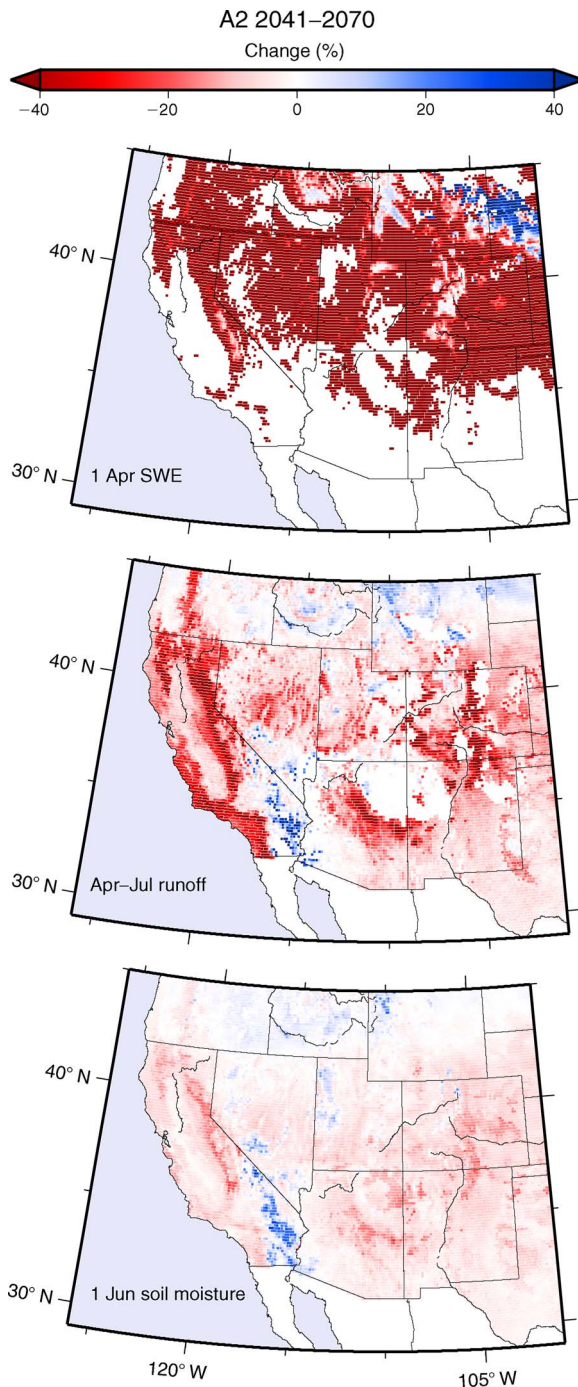 A2 2041–2070
Change (%)
−40 −20 0 20 40
40° N
30° N
1 Apr SWE
40° N
30° N
Apr–Jul runoff
40° N
30° N
1 Jun soil moisture
120° W 105° W